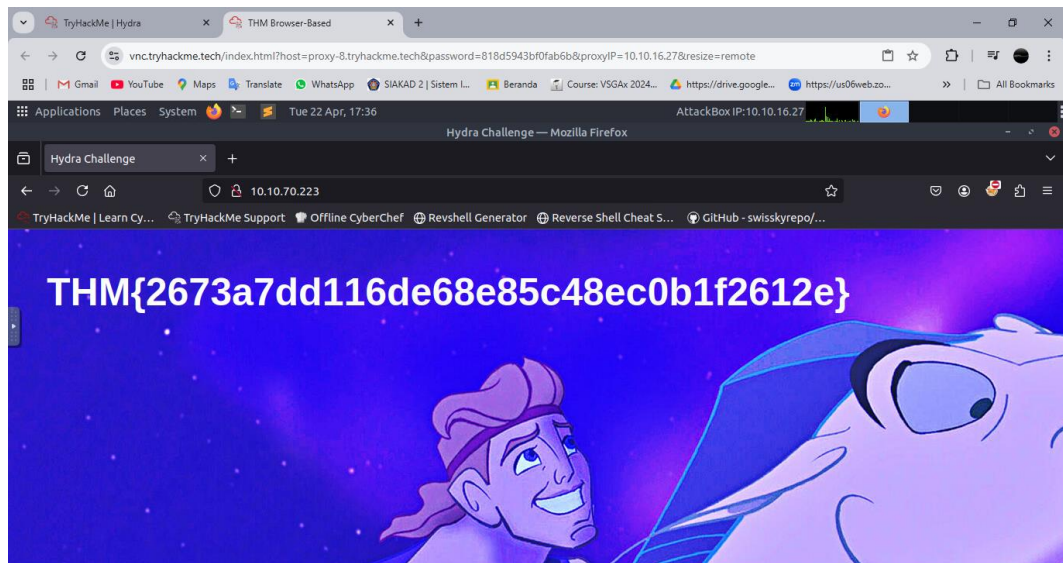 TryHackMe | Hydra
THM Browser-Based
vnc.tryhackme.tech/index.html?host=proxy-8.tryhackme.tech&password=818d5943bf0fab6b&proxyIP=10.10.16.27&resize=remote
Gmail YouTube Maps Translate WhatsApp SIAKAD 2 | Sistem I... Beranda Course: VSGAx 2024... https://drive.google... https://us06web.zo... » All Bookmarks
Applications Places System Tue 22 Apr, 17:36 AttackBox IP:10.10.16.27
Hydra Challenge — Mozilla Firefox
Hydra Challenge
10.10.70.223
TryHackMe | Learn Cy... TryHackMe Support Offline CyberChef Revshell Generator Reverse Shell Cheat S... GitHub - swisskyrepo/...
THM{2673a7dd116de68e85c48ec0b1f2612e}